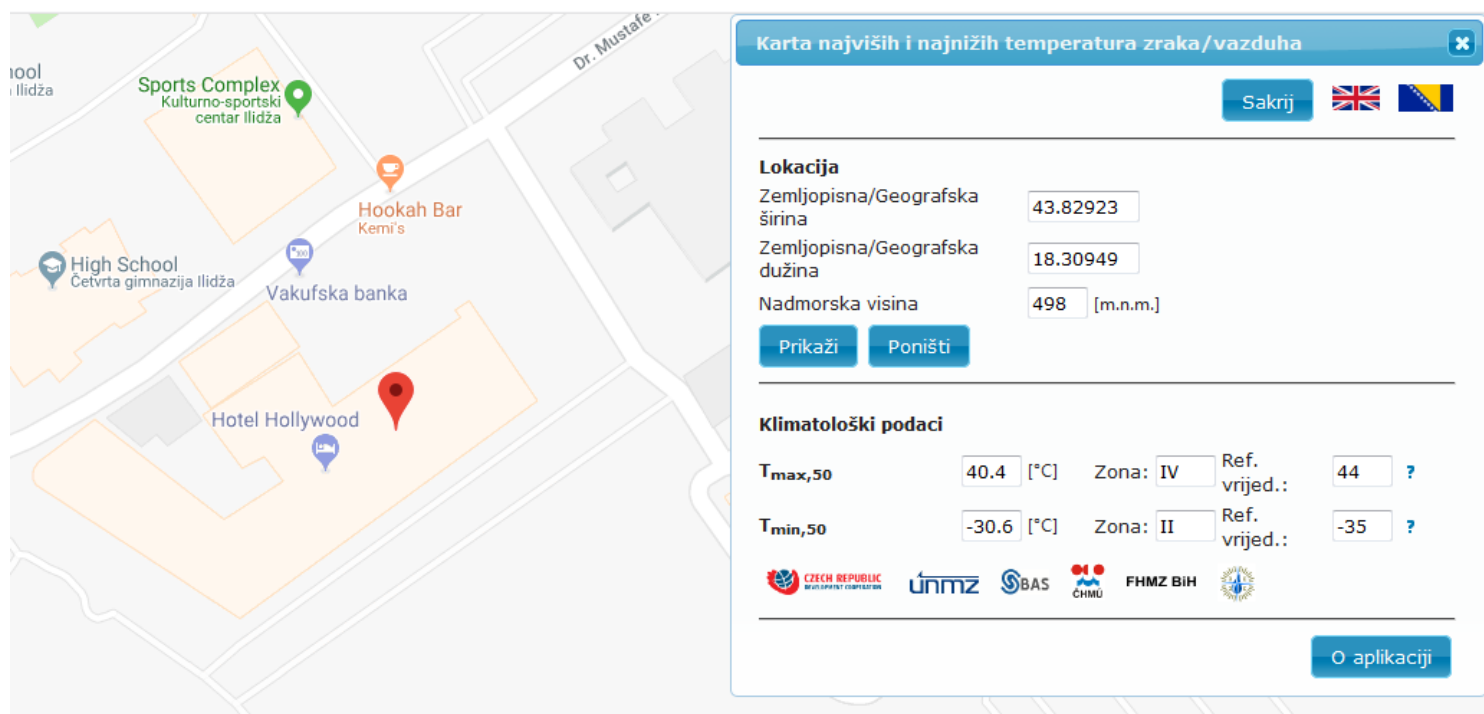 Dr. Mustafe
hool
Ilidža
Sports Complex
Kulturno-sportski
centar Ilidža
Hookah Bar
Kemi's
High School
Četvrta gimnazija Ilidža
Vakufska banka
Hotel Hollywood
Karta najviših i najnižih temperatura zraka/vazduha
Sakrij
Lokacija
Zemljopisna/Geografska
širina
43.82923
Zemljopisna/Geografska
dužina
18.30949
Nadmorska visina 498 [m.n.m.]
Prikaži Poništi
Klimatološki podaci
Tmax,50 40.4 [°C] Zona: IV Ref. vrijed.: 44 ?
Tmin,50 -30.6 [°C] Zona: II Ref. vrijed.: -35 ?
CZECH REPUBLIC
DEVELOPMENT COOPERATION
únmz
BAS
ČHMÚ
FHMZ BiH
O aplikaciji